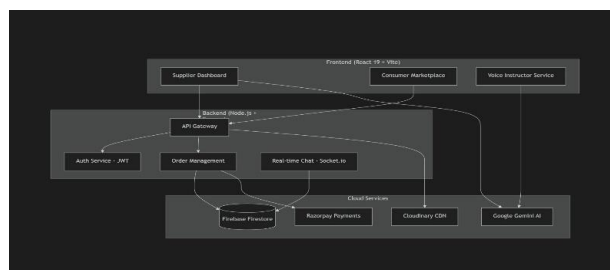 Frontend (React 19 + Vite)
Supplier Dashboard
Consumer Marketplace
Voice Instructor Service
Backend (Node.js +
API Gateway
Auth Service - JWT
Order Management
Real-time Chat - Socket.io
Cloud Services
Firebase Firestore
Razorpay Payments
Cloudinary CDN
Google Gemini AI